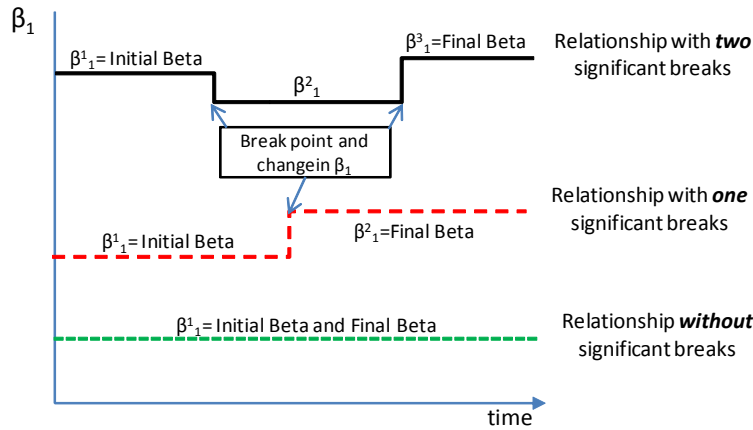 β₁
β¹₁= Initial Beta
β²₁
β³₁=Final Beta
Relationship with two
significant breaks
Break point and
changein β₁
Relationship with one
significant breaks
β¹₁= Initial Beta
β²₁=Final Beta
β¹₁= Initial Beta and Final Beta
Relationship without
significant breaks
time